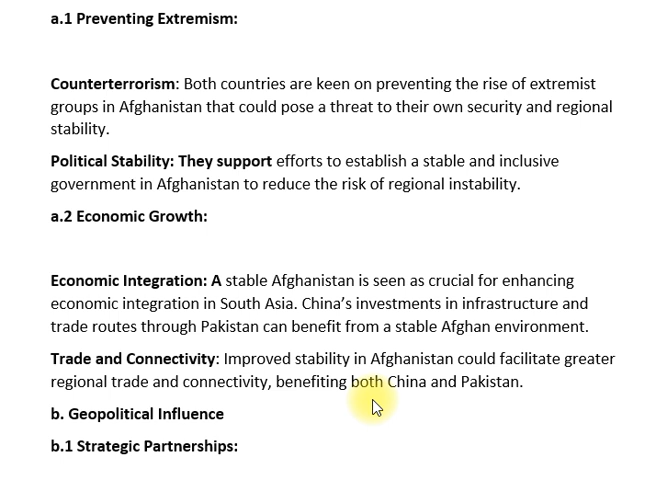 a.1 Preventing Extremism:
Counterterrorism: Both countries are keen on preventing the rise of extremist
groups in Afghanistan that could pose a threat to their own security and regional
stability.
Political Stability: They support efforts to establish a stable and inclusive
government in Afghanistan to reduce the risk of regional instability.
a.2 Economic Growth:
Economic Integration: A stable Afghanistan is seen as crucial for enhancing
economic integration in South Asia. China’s investments in infrastructure and
trade routes through Pakistan can benefit from a stable Afghan environment.
Trade and Connectivity: Improved stability in Afghanistan could facilitate greater
regional trade and connectivity, benefiting both China and Pakistan.
b. Geopolitical Influence
b.1 Strategic Partnerships: